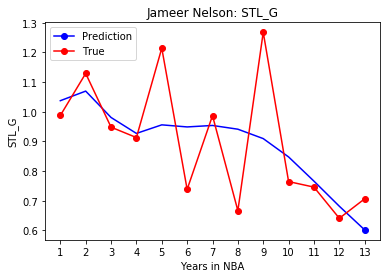 Jameer Nelson: STL_G
Prediction
True
STL_G
1.3
1.2
1.1
1.0
0.9
0.8
0.7
0.6
1 2 3 4 5 6 7 8 9 10 11 12 13
Years in NBA